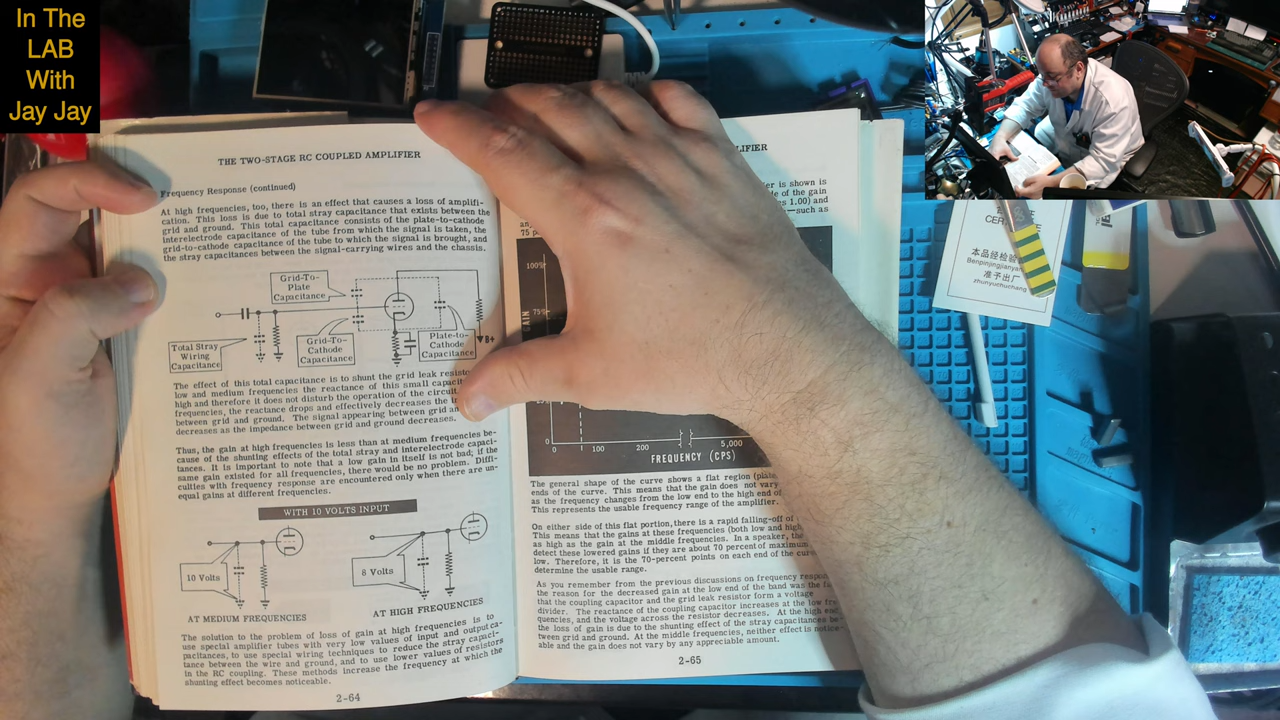 In The
LAB
With
Jay Jay
THE TWO-STAGE RC COUPLED AMPLIFIER
Frequency Response (continued)
At high frequencies, too, there is an effect that causes a loss of amplifi-
cation. This loss is due to total stray capacitance that exists between the
grid and ground. This total capacitance consists of the plate-to-cathode
interelectrode capacitance of the tube from which the signal is taken, the
grid-to-cathode capacitance of the tube to which the signal is brought, and
the stray capacitances between the signal-carrying wires and the chassis.
Grid-To-
Plate
Capacitance
Total Stray
Wiring
Capacitance
Grid-To-
Cathode
Capacitance
Plate-to-
Cathode
Capacitance
B+
The effect of this total capacitance is to shunt the grid leak
low and medium frequencies the reactance of this small
high and therefore it does not disturb the operation of the
frequencies, the reactance drops and effectively decreases the
between grid and ground. The signal appearing between grid
decreases as the impedance between grid and ground decreases.
Thus, the gain at high frequencies is less than at medium frequencies be-
cause of the shunting effects of the total stray and interelectrode capaci-
tances. It is important to note that a low gain in itself is not bad; if the
same gain existed for all frequencies, there would be no problem. Diffi-
culties with frequency response are encountered only when there are un-
equal gains at different frequencies.
WITH 10 VOLTS INPUT
10 Volts
8 Volts
AT MEDIUM FREQUENCIES
AT HIGH FREQUENCIES
The solution to the problem of loss of gain at high frequencies is to
use special amplifier tubes with very low values of input and output ca-
pacitances, to use special wiring techniques to reduce the stray capaci-
tance between the wire and ground, and to use lower values of resistors
in the RC coupling. These methods increase the frequency at which the
shunting effect becomes noticeable.
2-64
is shown is
of the gain
1.00) and
such as
75
100%
75%
GAIN
0
0
100
200
5,000
FREQUENCY (CPS)
The general shape of the curve shows a flat region
ends of the curve. This means that the gain does not vary
as the frequency changes from the low end to the high end of
This represents the usable frequency range of the amplifier.
On either side of this flat portion, there is a rapid falling-off of
This means that the gains at these frequencies (both low and high
as high as the gain at the middle frequencies. In a speaker,
detect these lowered gains if they are about 70 percent of maximum
low. Therefore, it is the 70-percent points on each end of the
determine the usable range.
As you remember from the previous discussions on frequency
the reason for the decreased gain at the low end of the band was the
that the coupling capacitor and the grid leak resistor form a voltage
divider. The reactance of the coupling capacitor increases at the low
quencies, and the voltage across the resistor decreases. At the high
the loss of gain is due to the shunting effect of the stray capacitances be-
tween grid and ground. At the middle frequencies, neither effect is notice-
able and the gain does not vary by any appreciable amount.
2-65
本品经检验
准予出厂
zhunyuchuchang